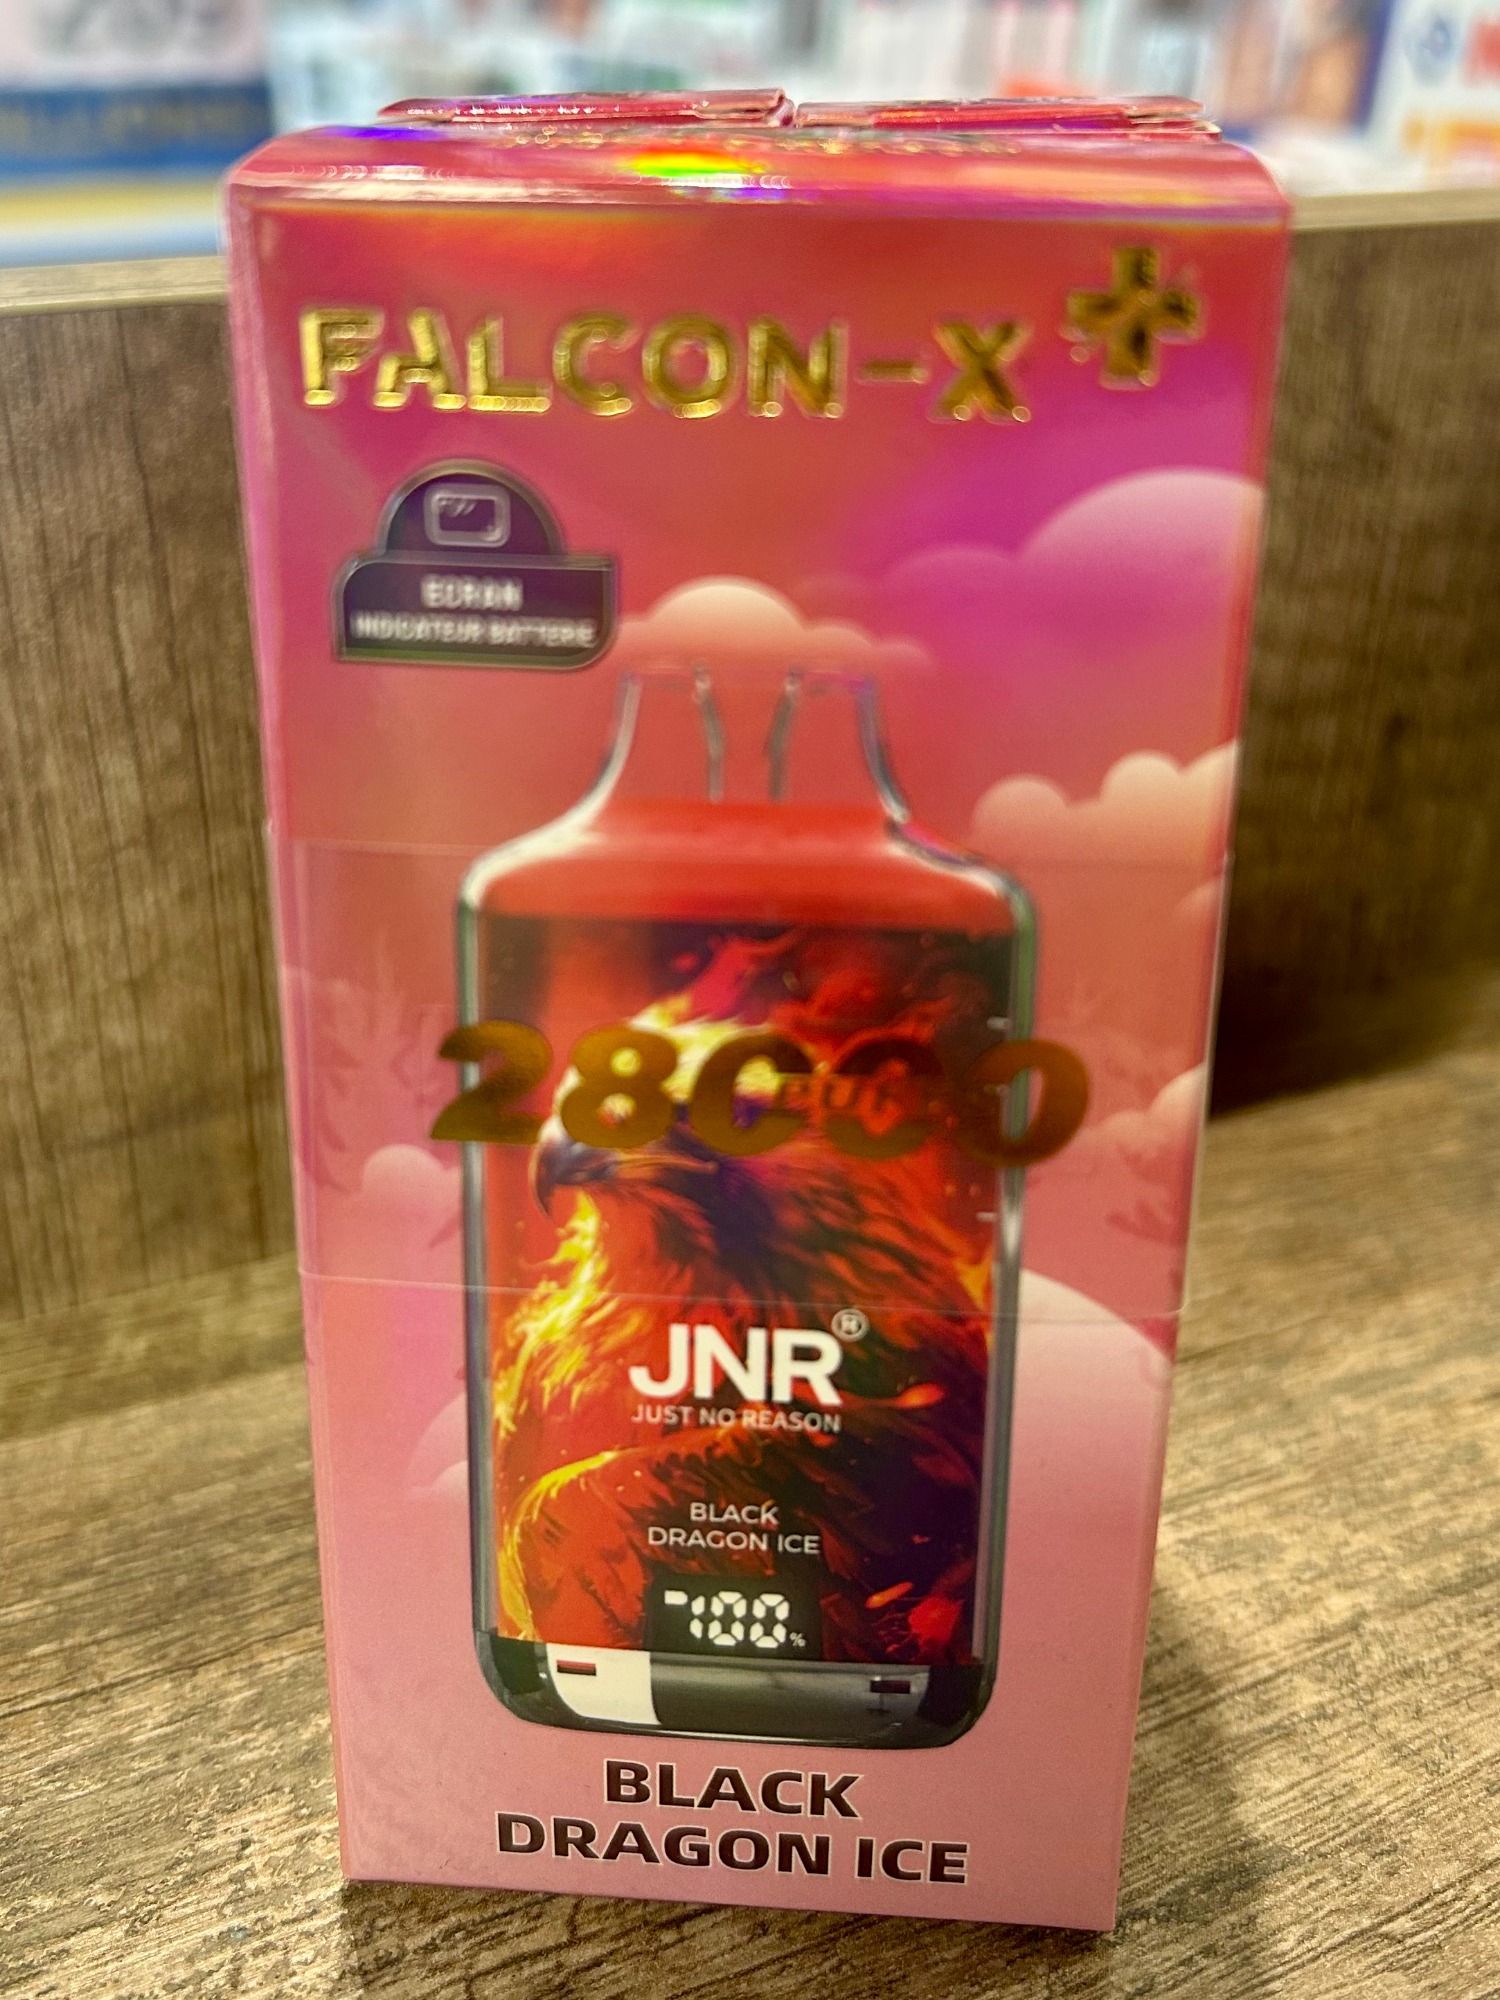 FALCON-X+
ECRAN
INDICATEUR BATTERIE
28000
JNR®
JUST NO REASON
BLACK
DRAGON ICE
100%
BLACK
DRAGON ICE